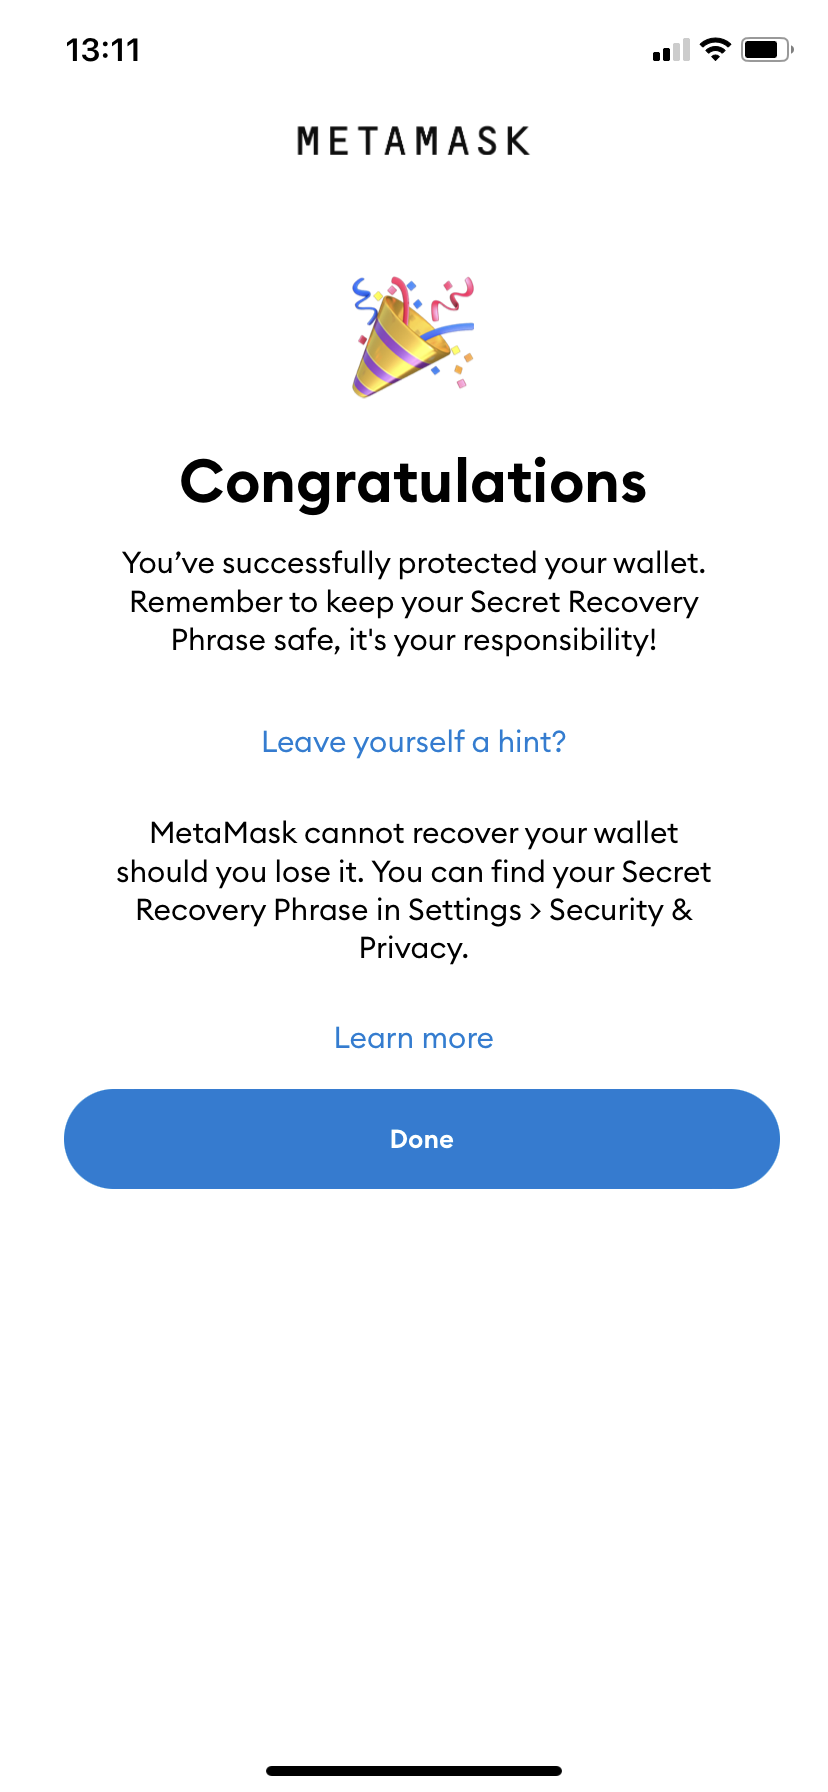 13:11
METAMASK
Congratulations
You’ve successfully protected your wallet.
Remember to keep your Secret Recovery
Phrase safe, it's your responsibility!
Leave yourself a hint?
MetaMask cannot recover your wallet
should you lose it. You can find your Secret
Recovery Phrase in Settings > Security &
Privacy.
Learn more
Done